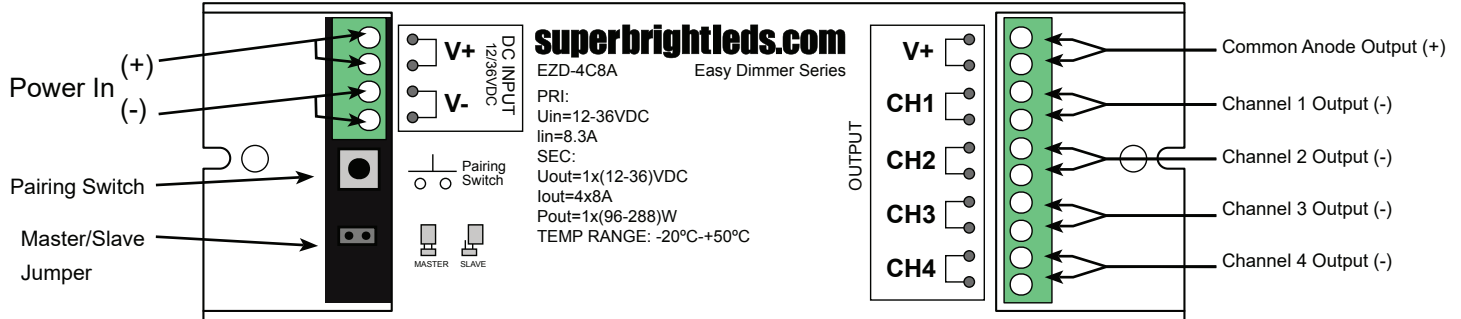 Power In
(+)
(-)
Pairing Switch
Master/Slave
Jumper
V+
V-
DC INPUT
12/36VDC
Pairing
Switch
MASTER
SLAVE
superbrightleds.com
EZD-4C8A
Easy Dimmer Series
PRI:
Uin=12-36VDC
Iin=8.3A
SEC:
Uout=1x(12-36)VDC
Iout=4x8A
Pout=1x(96-288)W
TEMP RANGE: -20ºC-+50ºC
OUTPUT
V+
CH1
CH2
CH3
CH4
Common Anode Output (+)
Channel 1 Output (-)
Channel 2 Output (-)
Channel 3 Output (-)
Channel 4 Output (-)